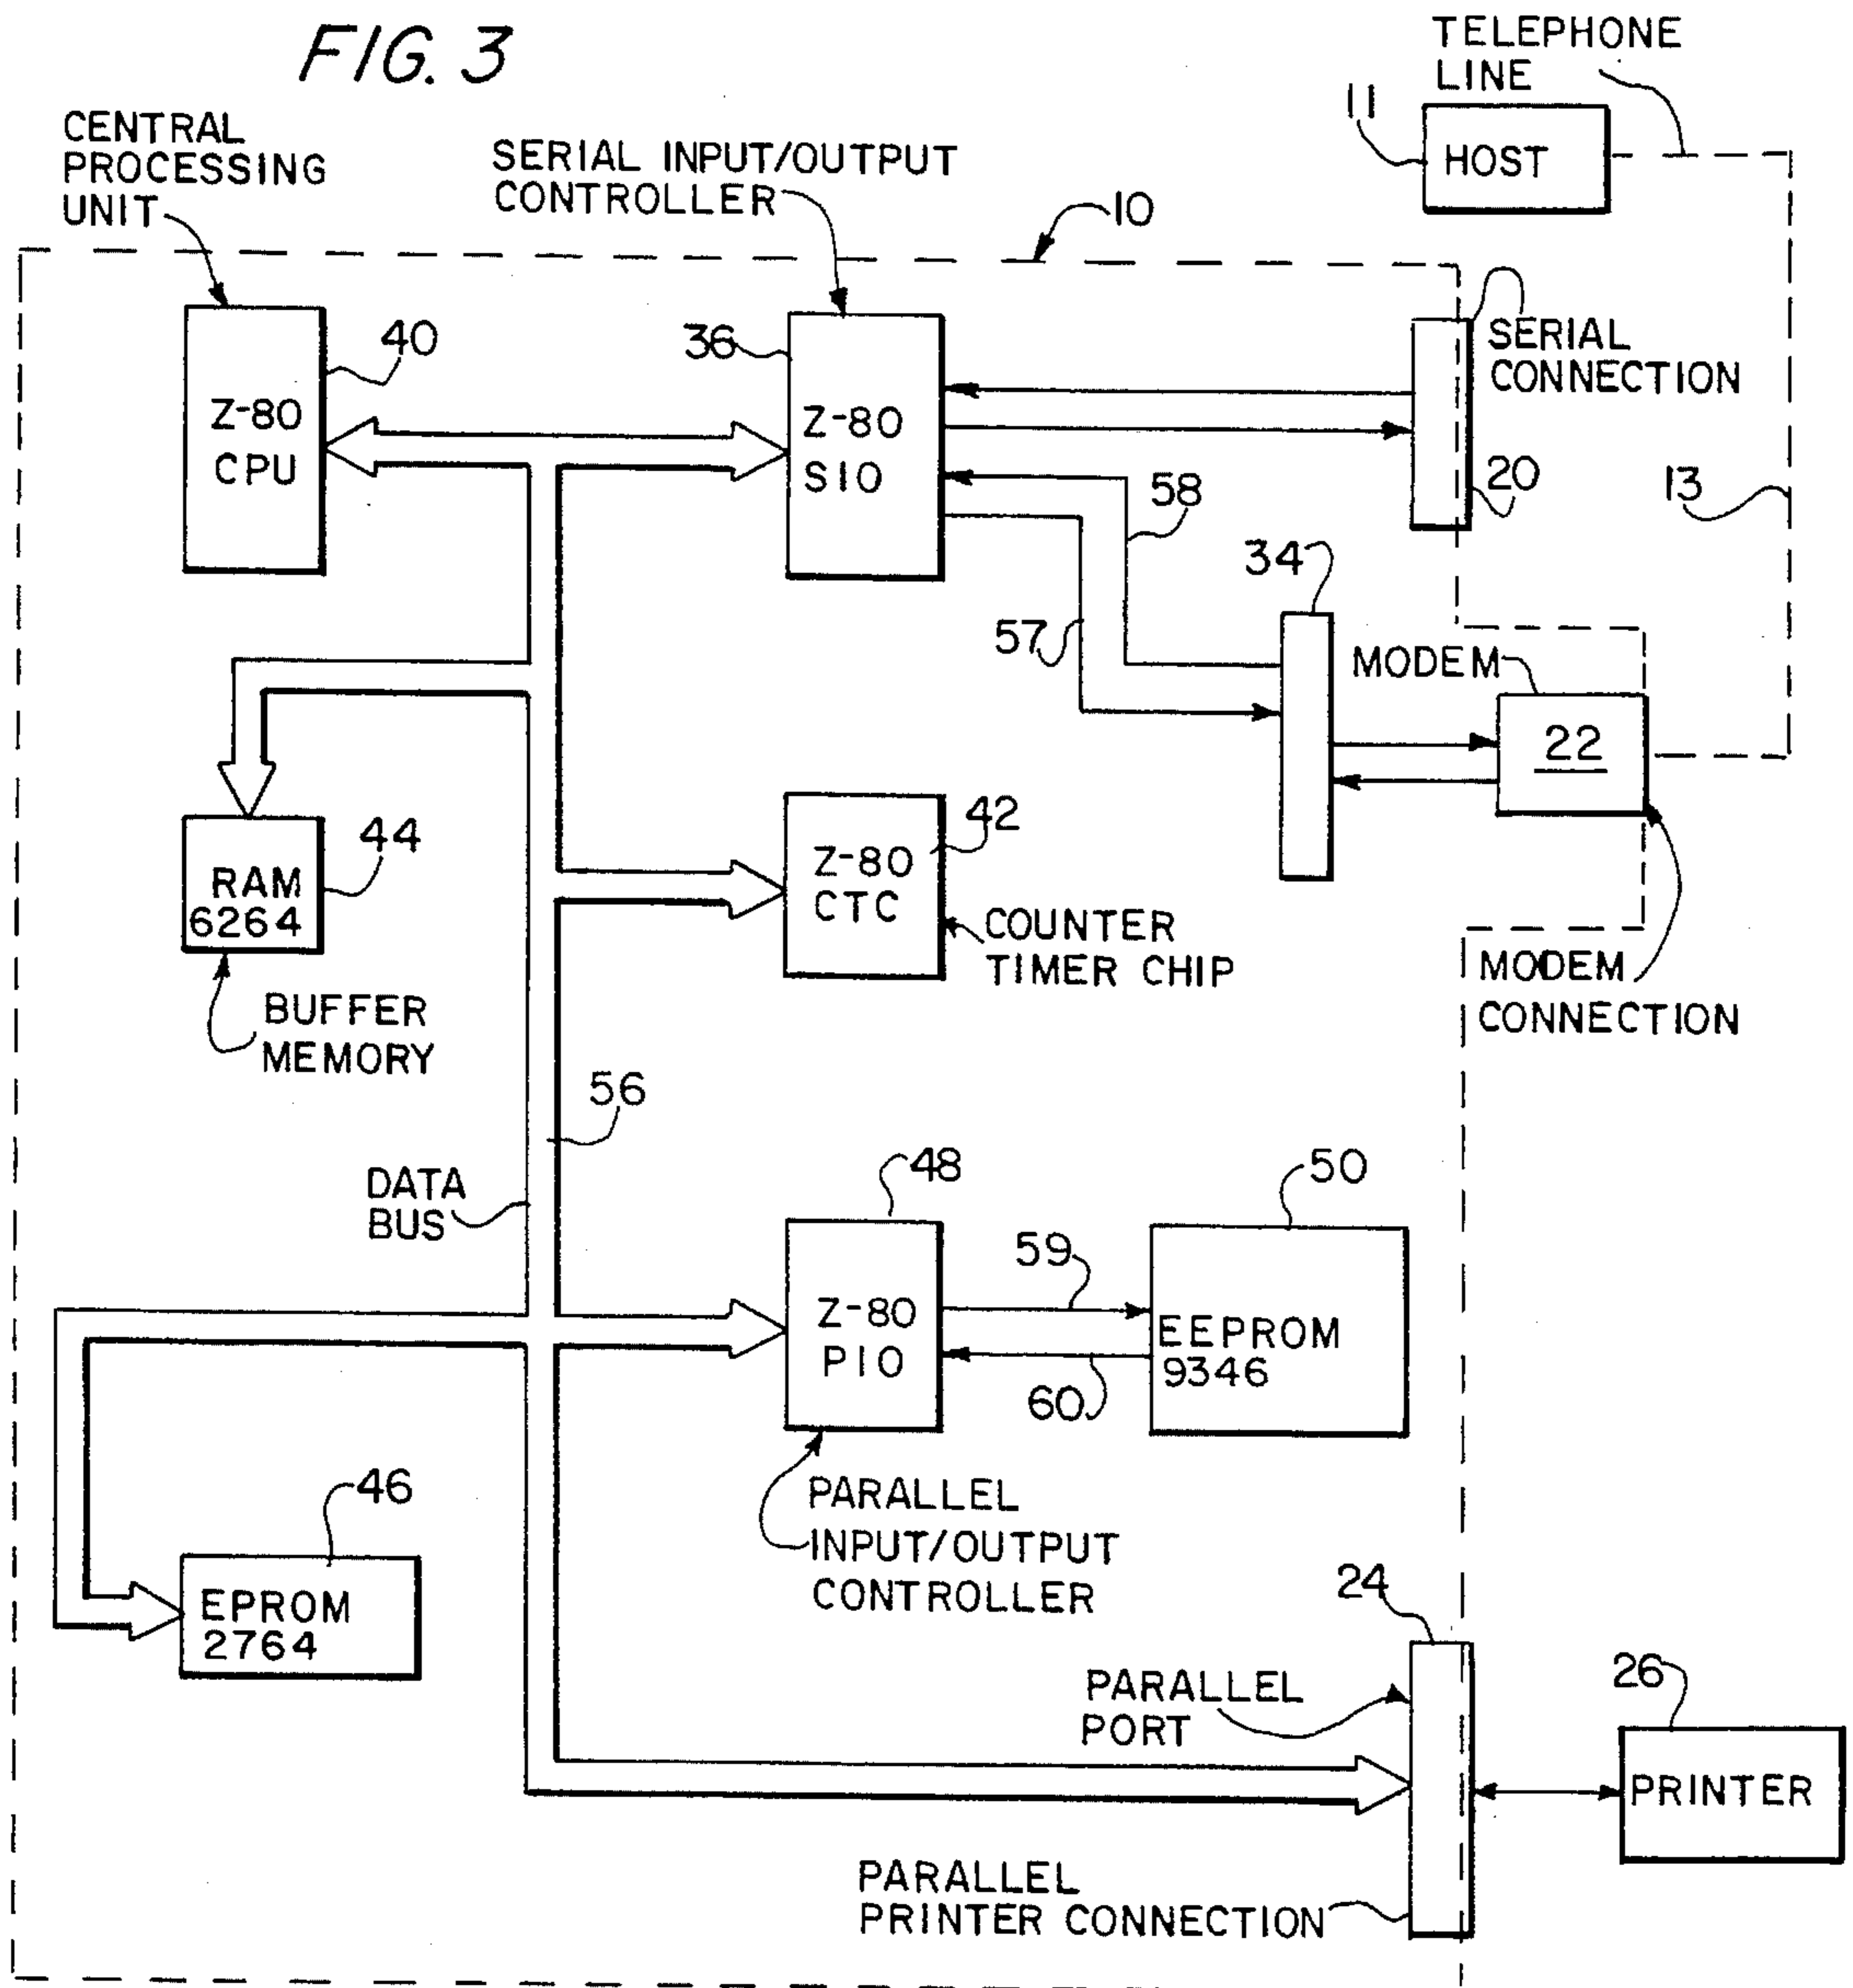 FIG. 3
TELEPHONE
LINE
11
HOST
CENTRAL
PROCESSING
UNIT
SERIAL INPUT/OUTPUT
CONTROLLER
10
40
Z-80
CPU
36
Z-80
SIO
SERIAL
CONNECTION
20
13
58
57
34
MODEM
22
MODEM
CONNECTION
44
RAM
6264
BUFFER
MEMORY
42
Z-80
CTC
COUNTER
TIMER CHIP
56
DATA
BUS
48
Z-80
PIO
59
60
50
EEPROM
9346
PARALLEL
INPUT/OUTPUT
CONTROLLER
46
EPROM
2764
24
PARALLEL
PORT
26
PRINTER
PARALLEL
PRINTER CONNECTION